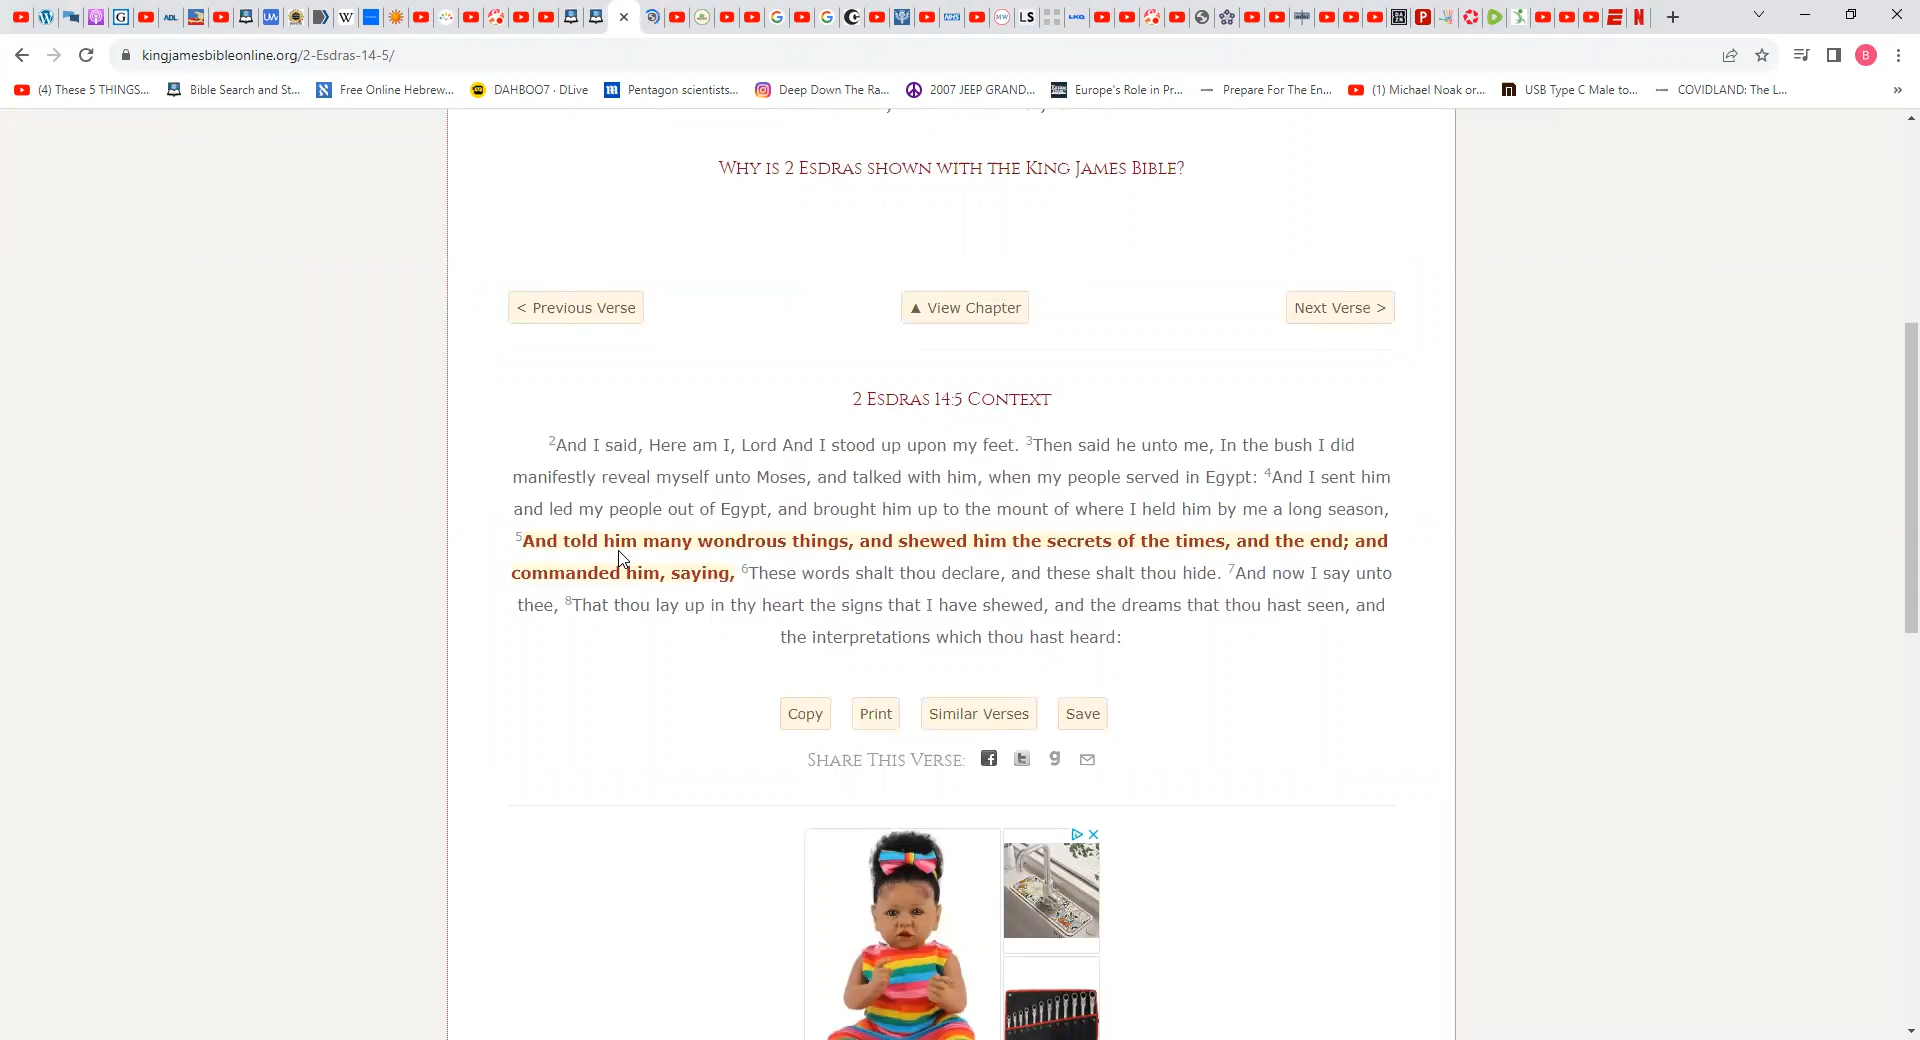 ADL
UW
W
G
G
NHS
MW
LS
LKQ
P
E
N
kingjamesbibleonline.org/2-Esdras-14-5/
B
(4) These 5 THINGS...
Bible Search and St...
Free Online Hebrew...
DAHBOO7 · DLive
Pentagon scientists...
Deep Down The Ra...
2007 JEEP GRAND...
Europe's Role in Pr...
Prepare For The En...
(1) Michael Noak or...
USB Type C Male to...
COVIDLAND: The L...
»
Why is 2 Esdras shown with the King James Bible?
< Previous Verse
▲ View Chapter
Next Verse >
2 Esdras 14:5 Context
2And I said, Here am I, Lord And I stood up upon my feet. 3Then said he unto me, In the bush I did
manifestly reveal myself unto Moses, and talked with him, when my people served in Egypt: 4And I sent him
and led my people out of Egypt, and brought him up to the mount of where I held him by me a long season,
5And told him many wondrous things, and shewed him the secrets of the times, and the end; and
commanded him, saying, 6These words shalt thou declare, and these shalt thou hide. 7And now I say unto
thee, 8That thou lay up in thy heart the signs that I have shewed, and the dreams that thou hast seen, and
the interpretations which thou hast heard:
Copy
Print
Similar Verses
Save
Share This Verse: